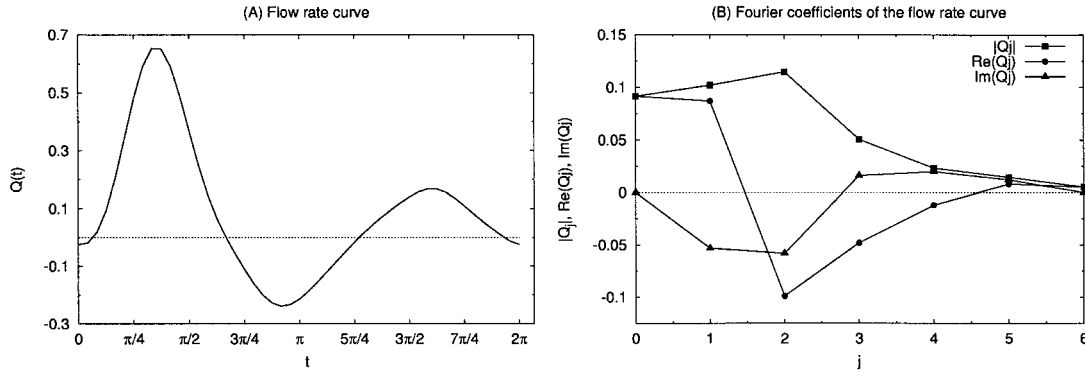 (A) Flow rate curve
0.7
0.5
0.3
0.1
-0.1
-0.3
Q(t)
0 π/4 π/2 3π/4 π 5π/4 3π/2 7π/4 2π
t
(B) Fourier coefficients of the flow rate curve
0.15
0.1
0.05
0
-0.05
-0.1
|Qj|, Re(Qj), Im(Qj)
|Qj|
Re(Qj)
Im(Qj)
0 1 2 3 4 5 6
j